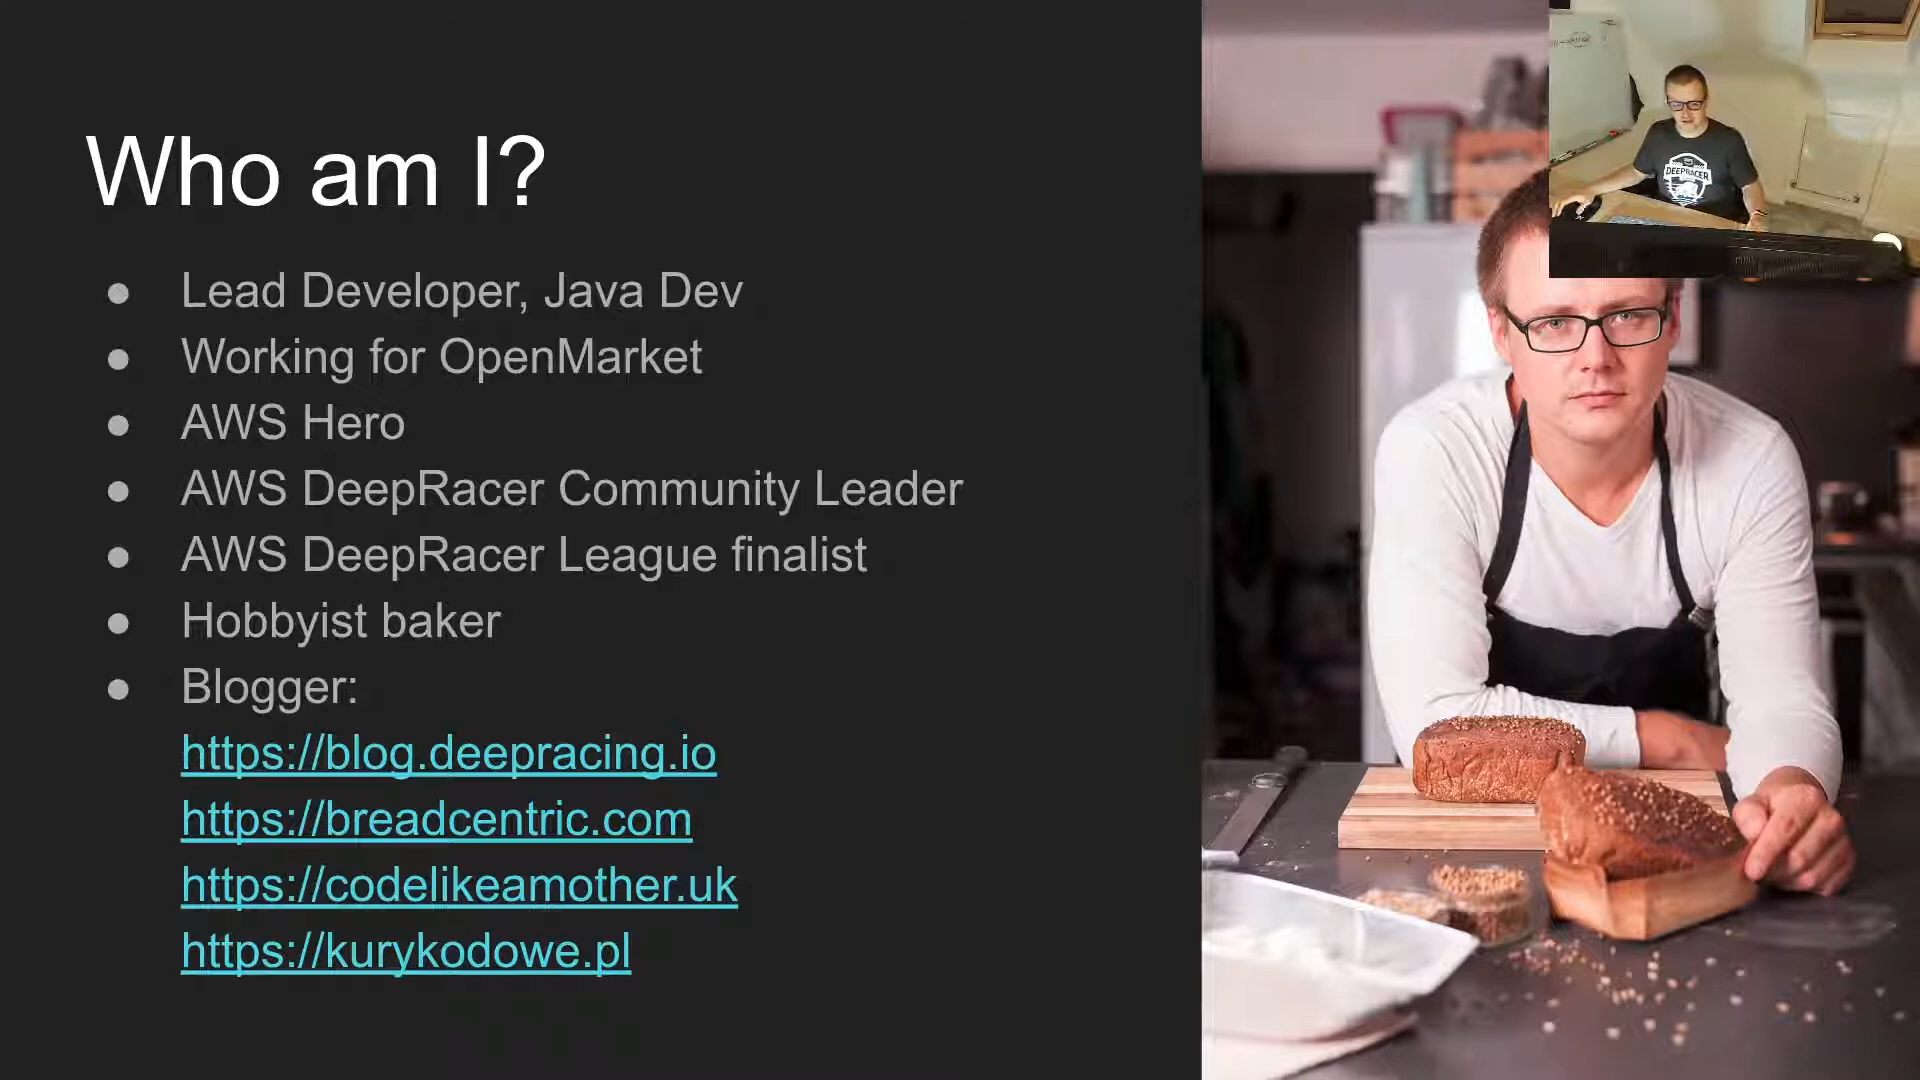 Who am I?
● Lead Developer, Java Dev
● Working for OpenMarket
● AWS Hero
● AWS DeepRacer Community Leader
● AWS DeepRacer League finalist
● Hobbyist baker
● Blogger:
https://blog.deepracing.io
https://breadcentric.com
https://codelikeamother.uk
https://kurykodowe.pl
DEEPRACER